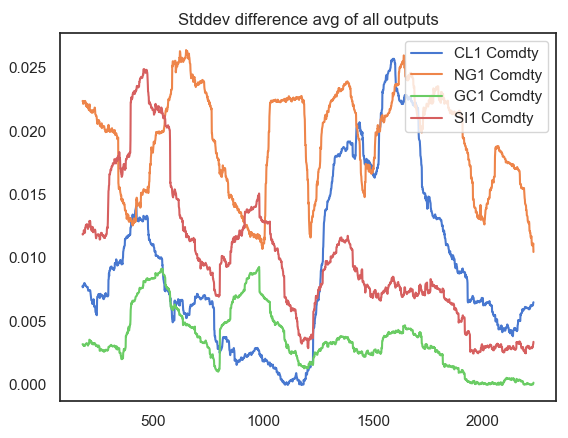 Stddev difference avg of all outputs
CL1 Comdty
NG1 Comdty
GC1 Comdty
SI1 Comdty
0.025
0.020
0.015
0.010
0.005
0.000
500
1000
1500
2000